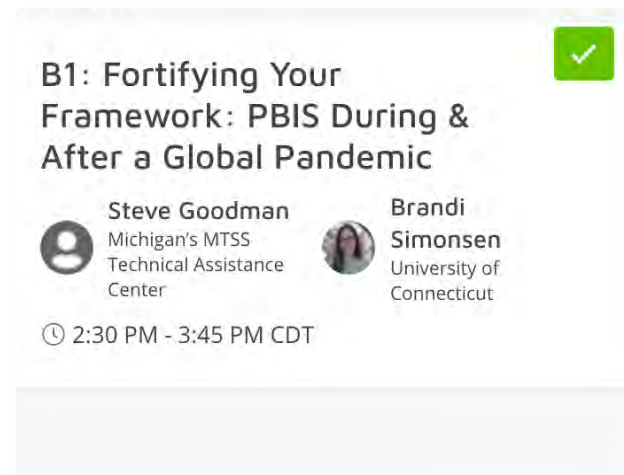 B1: Fortifying Your
Framework: PBIS During &
After a Global Pandemic
Steve Goodman
Michigan's MTSS
Technical Assistance
Center
Brandi
Simonsen
University of
Connecticut
2:30 PM - 3:45 PM CDT